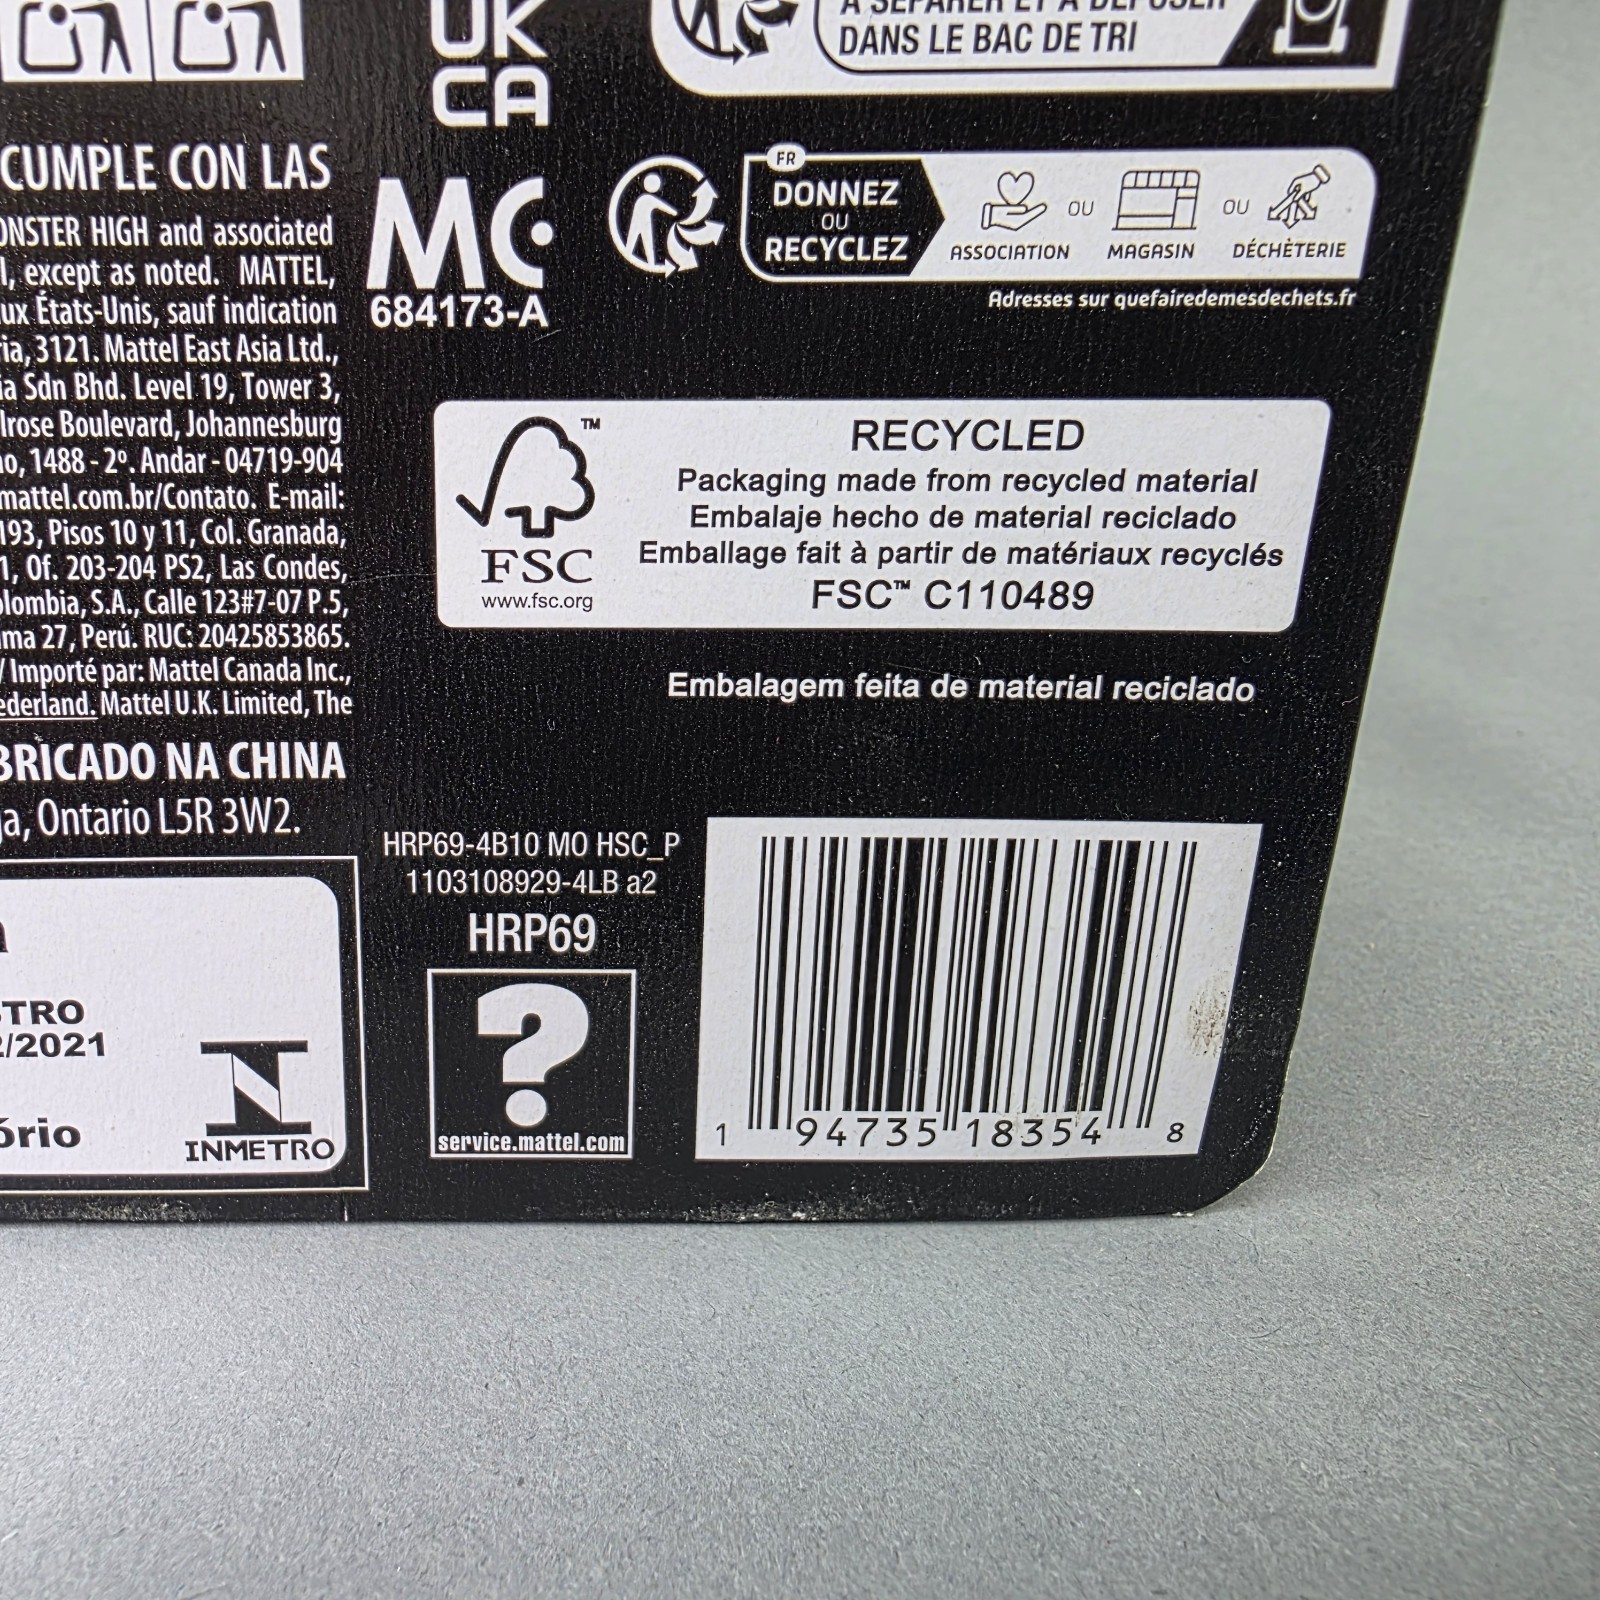 UK
CA
À SÉPARER ET À DÉPOSER
DANS LE BAC DE TRI
CUMPLE CON LAS
ONSTER HIGH and associated
l, except as noted. MATTEL,
ux États-Unis, sauf indication
ria, 3121. Mattel East Asia Ltd.,
ia Sdn Bhd. Level 19, Tower 3,
lrose Boulevard, Johannesburg
no, 1488 - 2º. Andar - 04719-904
mattel.com.br/Contato. E-mail:
193, Pisos 10 y 11, Col. Granada,
1, Of. 203-204 PS2, Las Condes,
olombia, S.A., Calle 123#7-07 P.5,
ma 27, Perú. RUC: 20425853865.
/ Importé par: Mattel Canada Inc.,
ederland. Mattel U.K. Limited, The
BRICADO NA CHINA
ga, Ontario L5R 3W2.
MC
684173-A
FR
DONNEZ
OU
RECYCLEZ
ASSOCIATION OU MAGASIN OU DÉCHÈTERIE
Adresses sur quefairedemesdechets.fr
FSC™
www.fsc.org
RECYCLED
Packaging made from recycled material
Embalaje hecho de material reciclado
Emballage fait à partir de matériaux recyclés
FSC™ C110489
Embalagem feita de material reciclado
STRO
2/2021
ório
INMETRO
HRP69-4B10 MO HSC_P
1103108929-4LB a2
HRP69
?
service.mattel.com
1 94735 18354 8